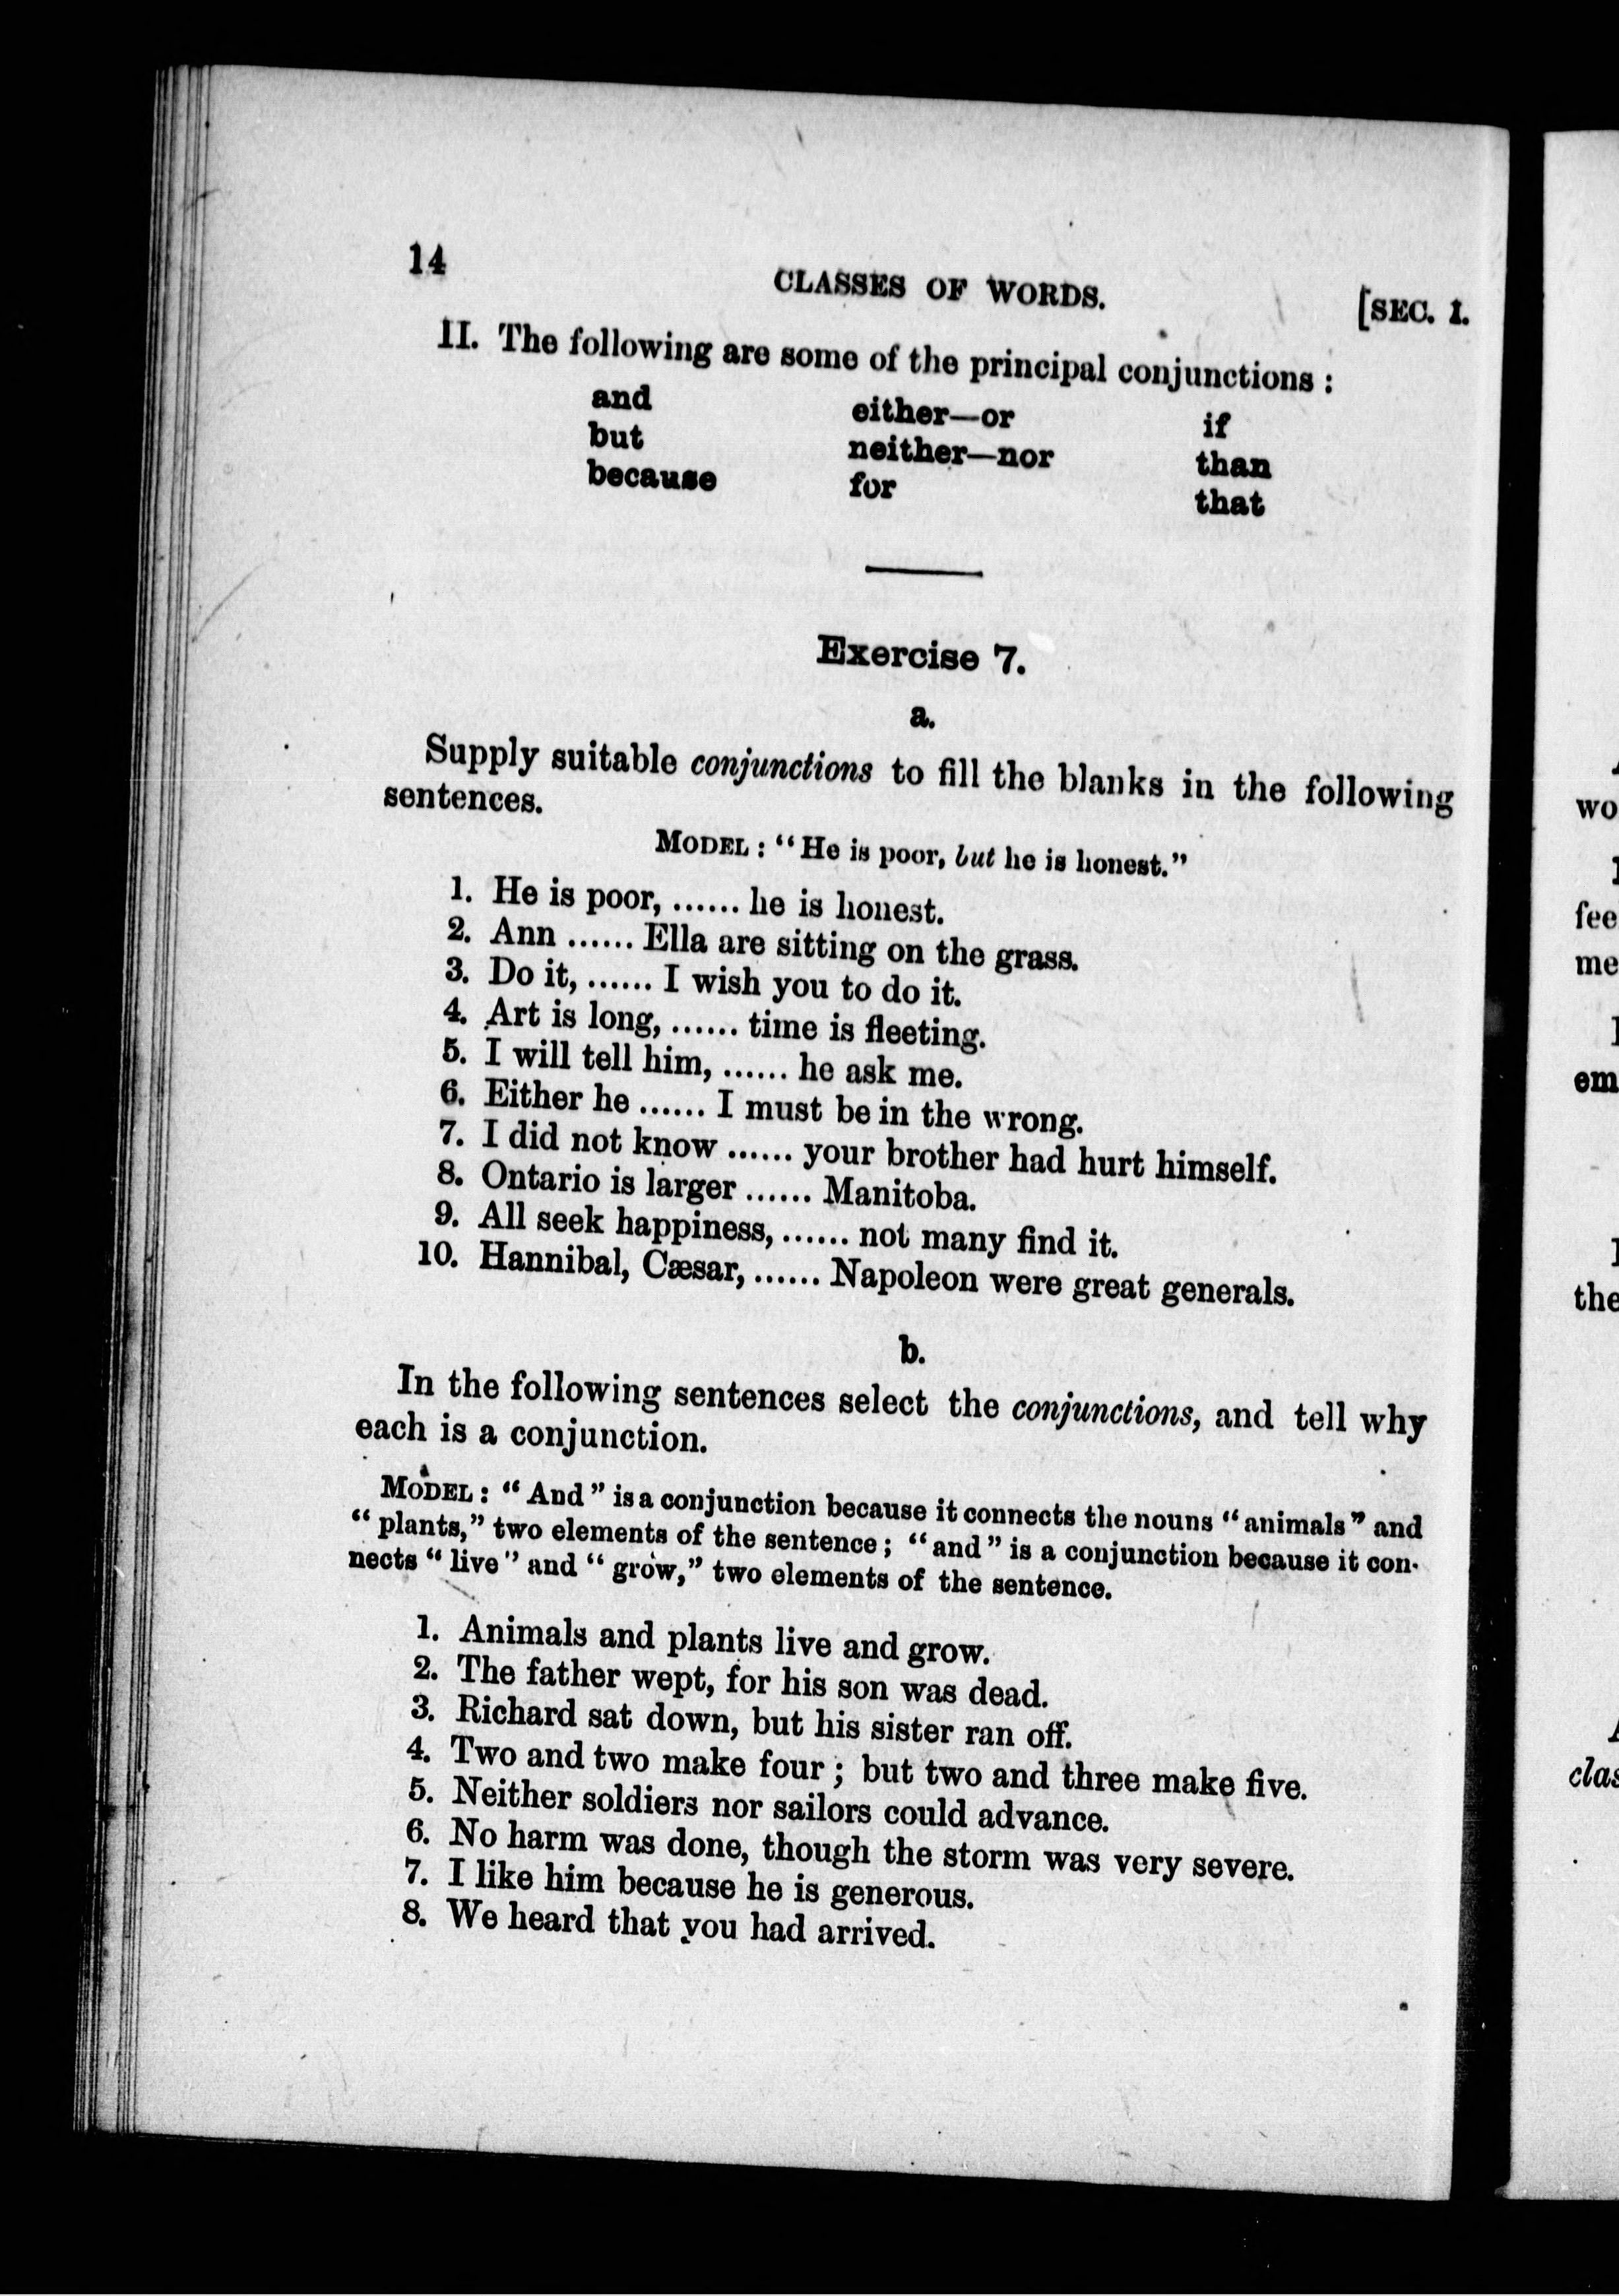 14
CLASSES OF WORDS.
[SEC. I.
II. The following are some of the principal conjunctions :
and either—or if
but neither—nor than
because for that
Exercise 7.
a.
Supply suitable conjunctions to fill the blanks in the following
sentences.
MODEL : "He is poor, but he is honest."
1. He is poor, ...... he is honest.
2. Ann ...... Ella are sitting on the grass.
3. Do it, ...... I wish you to do it.
4. Art is long, ...... time is fleeting.
5. I will tell him, ...... he ask me.
6. Either he ...... I must be in the wrong.
7. I did not know ...... your brother had hurt himself.
8. Ontario is larger ...... Manitoba.
9. All seek happiness, ...... not many find it.
10. Hannibal, Cæsar, ...... Napoleon were great generals.
b.
In the following sentences select the conjunctions, and tell why
each is a conjunction.
MODEL : "And" is a conjunction because it connects the nouns "animals" and
"plants," two elements of the sentence ; "and" is a conjunction because it con-
nects "live" and "grow," two elements of the sentence.
1. Animals and plants live and grow.
2. The father wept, for his son was dead.
3. Richard sat down, but his sister ran off.
4. Two and two make four ; but two and three make five.
5. Neither soldiers nor sailors could advance.
6. No harm was done, though the storm was very severe.
7. I like him because he is generous.
8. We heard that you had arrived.
wo
fee
me
em
the
clas